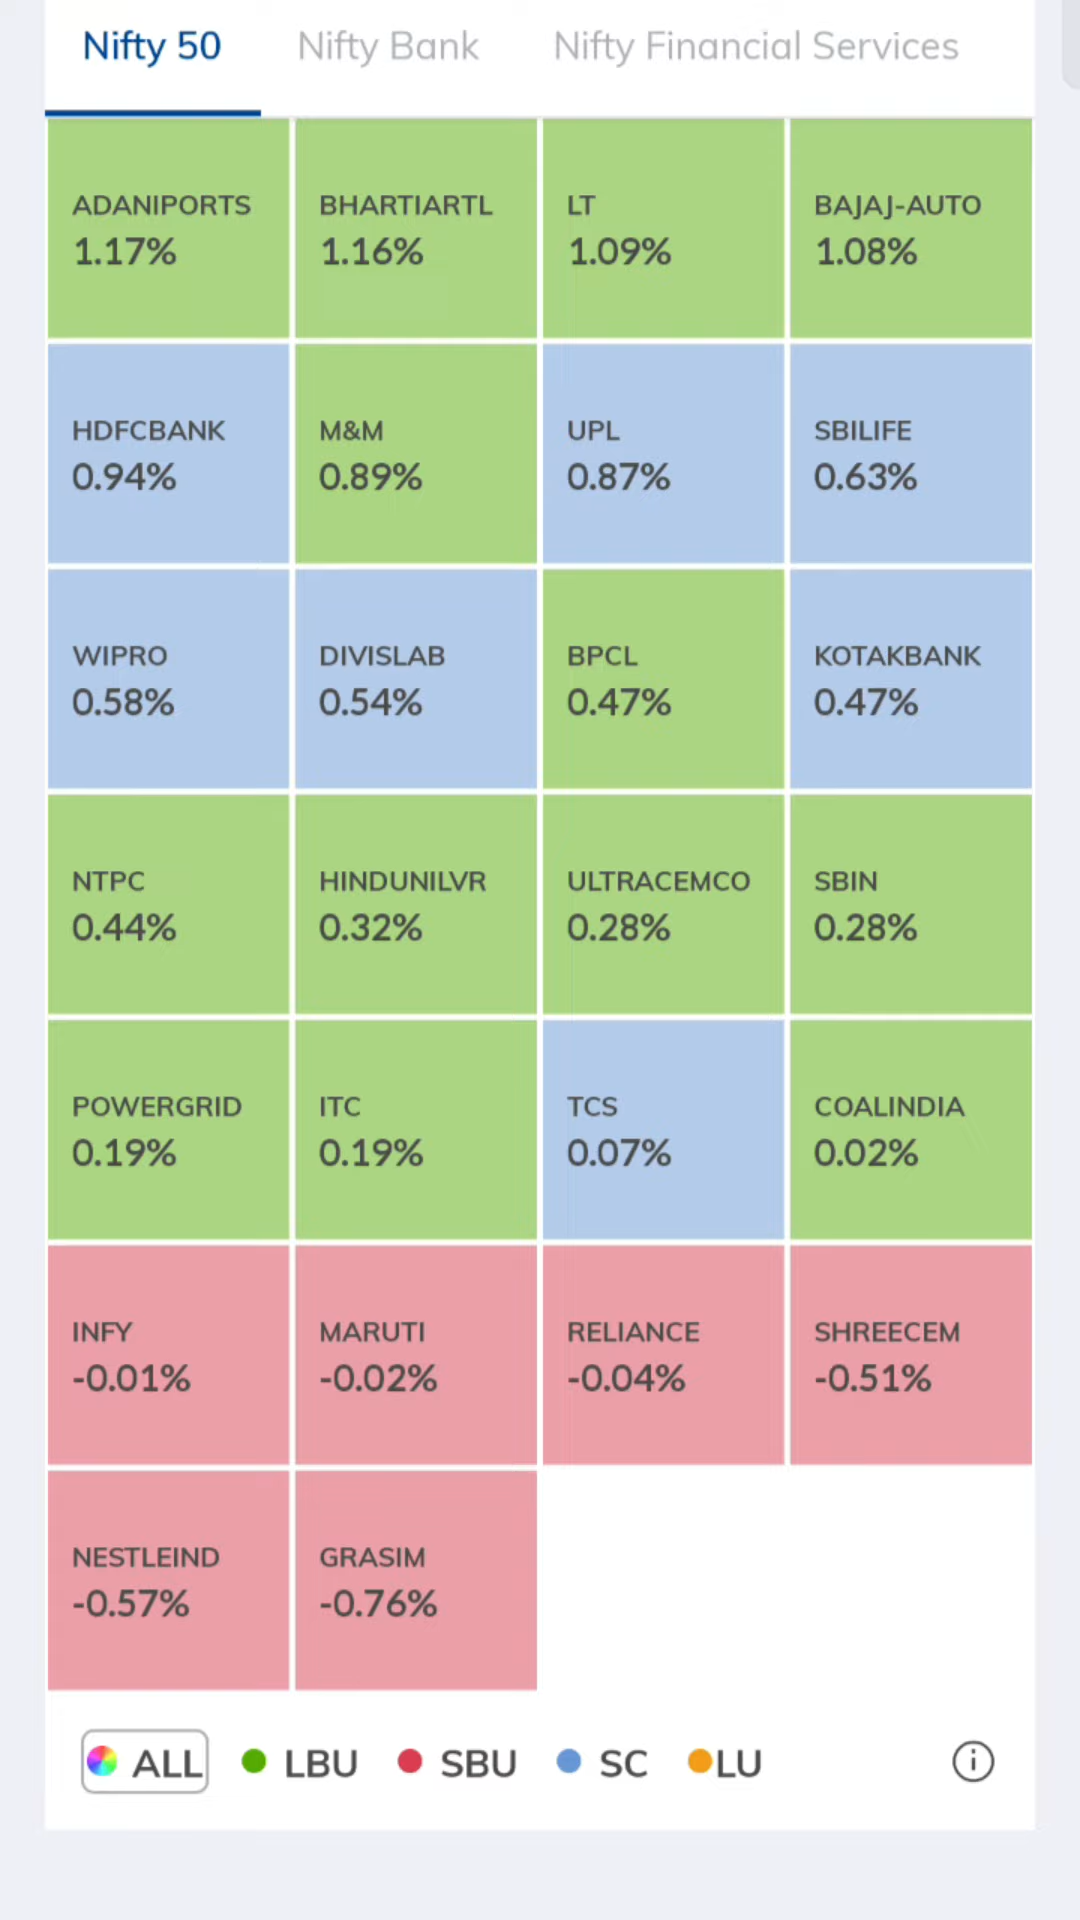 Nifty 50 Nifty Bank Nifty Financial Services
ADANIPORTS BHARTIARTL LT BAJAJ-AUTO
1.17% 1.16% 1.09% 1.08%
HDFCBANK M&M UPL SBILIFE
0.94% 0.89% 0.87% 0.63%
WIPRO DIVISLAB BPCL KOTAKBANK
0.58% 0.54% 0.47% 0.47%
NTPC HINDUNILVR ULTRACEMCO SBIN
0.44% 0.32% 0.28% 0.28%
POWERGRID ITC TCS COALINDIA
0.19% 0.19% 0.07% 0.02%
INFY MARUTI RELIANCE SHREECEM
-0.01% -0.02% -0.04% -0.51%
NESTLEIND GRASIM
-0.57% -0.76%
ALL LBU SBU SC LU